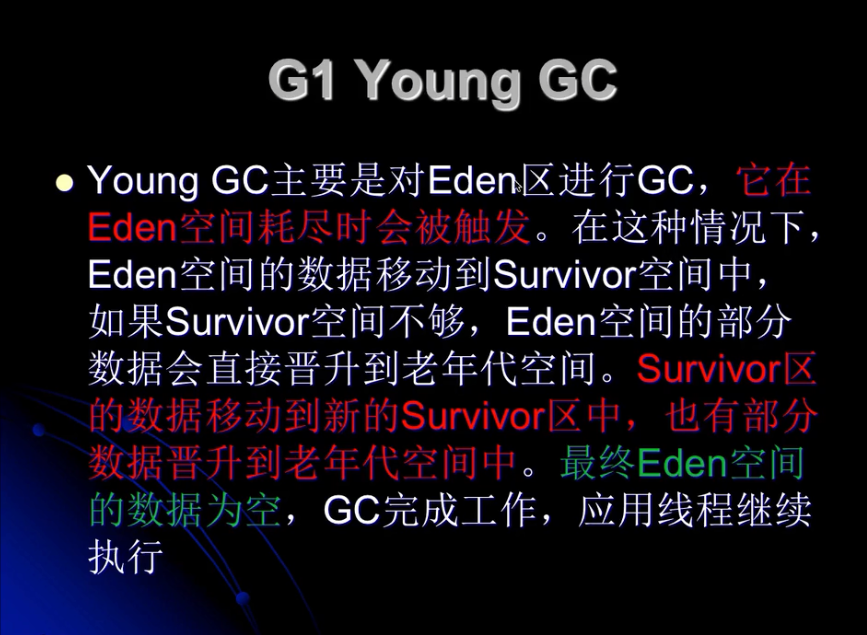 G1 Young GC
Young GC主要是对Eden区进行GC，它在
Eden空间耗尽时会被触发。在这种情况下，
Eden空间的数据移动到Survivor空间中，
如果Survivor空间不够，Eden空间的部分
数据会直接晋升到老年代空间。Survivor区
的数据移动到新的Survivor区中，也有部分
数据晋升到老年代空间中。最终Eden空间
的数据为空，GC完成工作，应用线程继续
执行